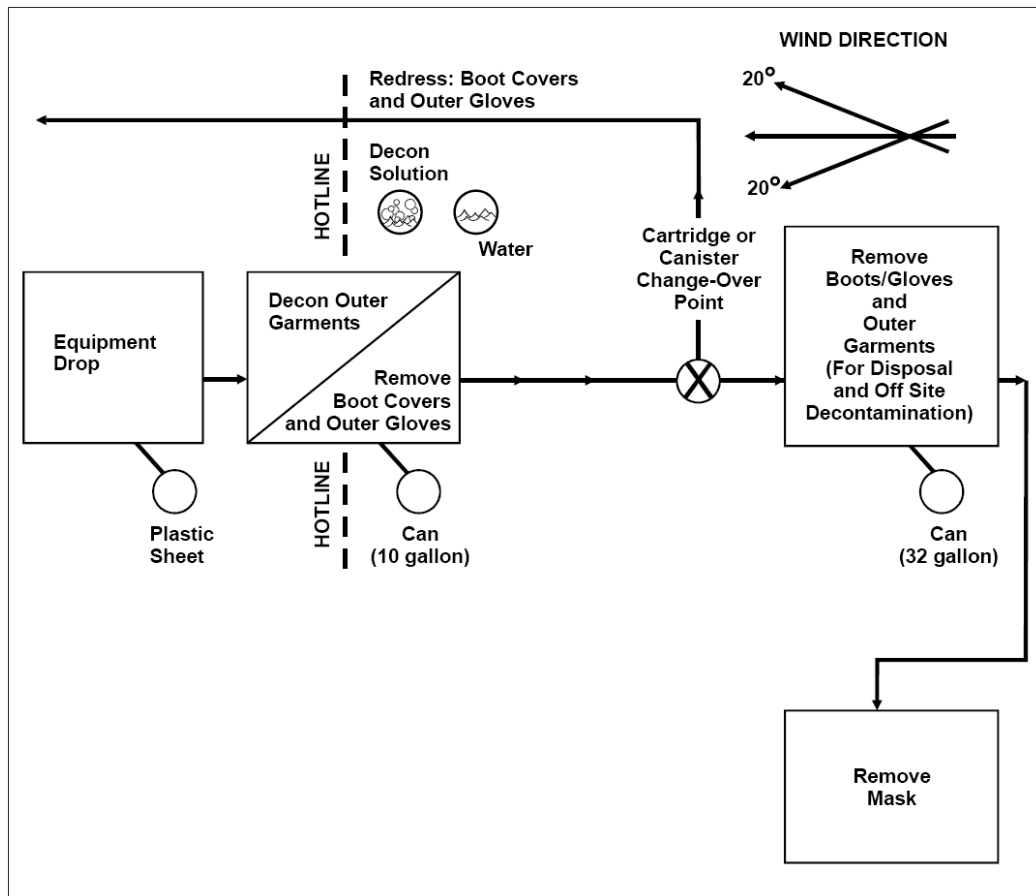 WIND DIRECTION
20°
20°
Redress: Boot Covers
and Outer Gloves
HOTLINE
Decon
Solution
Water
Cartridge or
Canister
Change-Over
Point
Equipment
Drop
Decon Outer
Garments
Remove
Boot Covers
and Outer Gloves
X
Remove
Boots/Gloves
and
Outer
Garments
(For Disposal
and Off Site
Decontamination)
Plastic
Sheet
HOTLINE
Can
(10 gallon)
Can
(32 gallon)
Remove
Mask